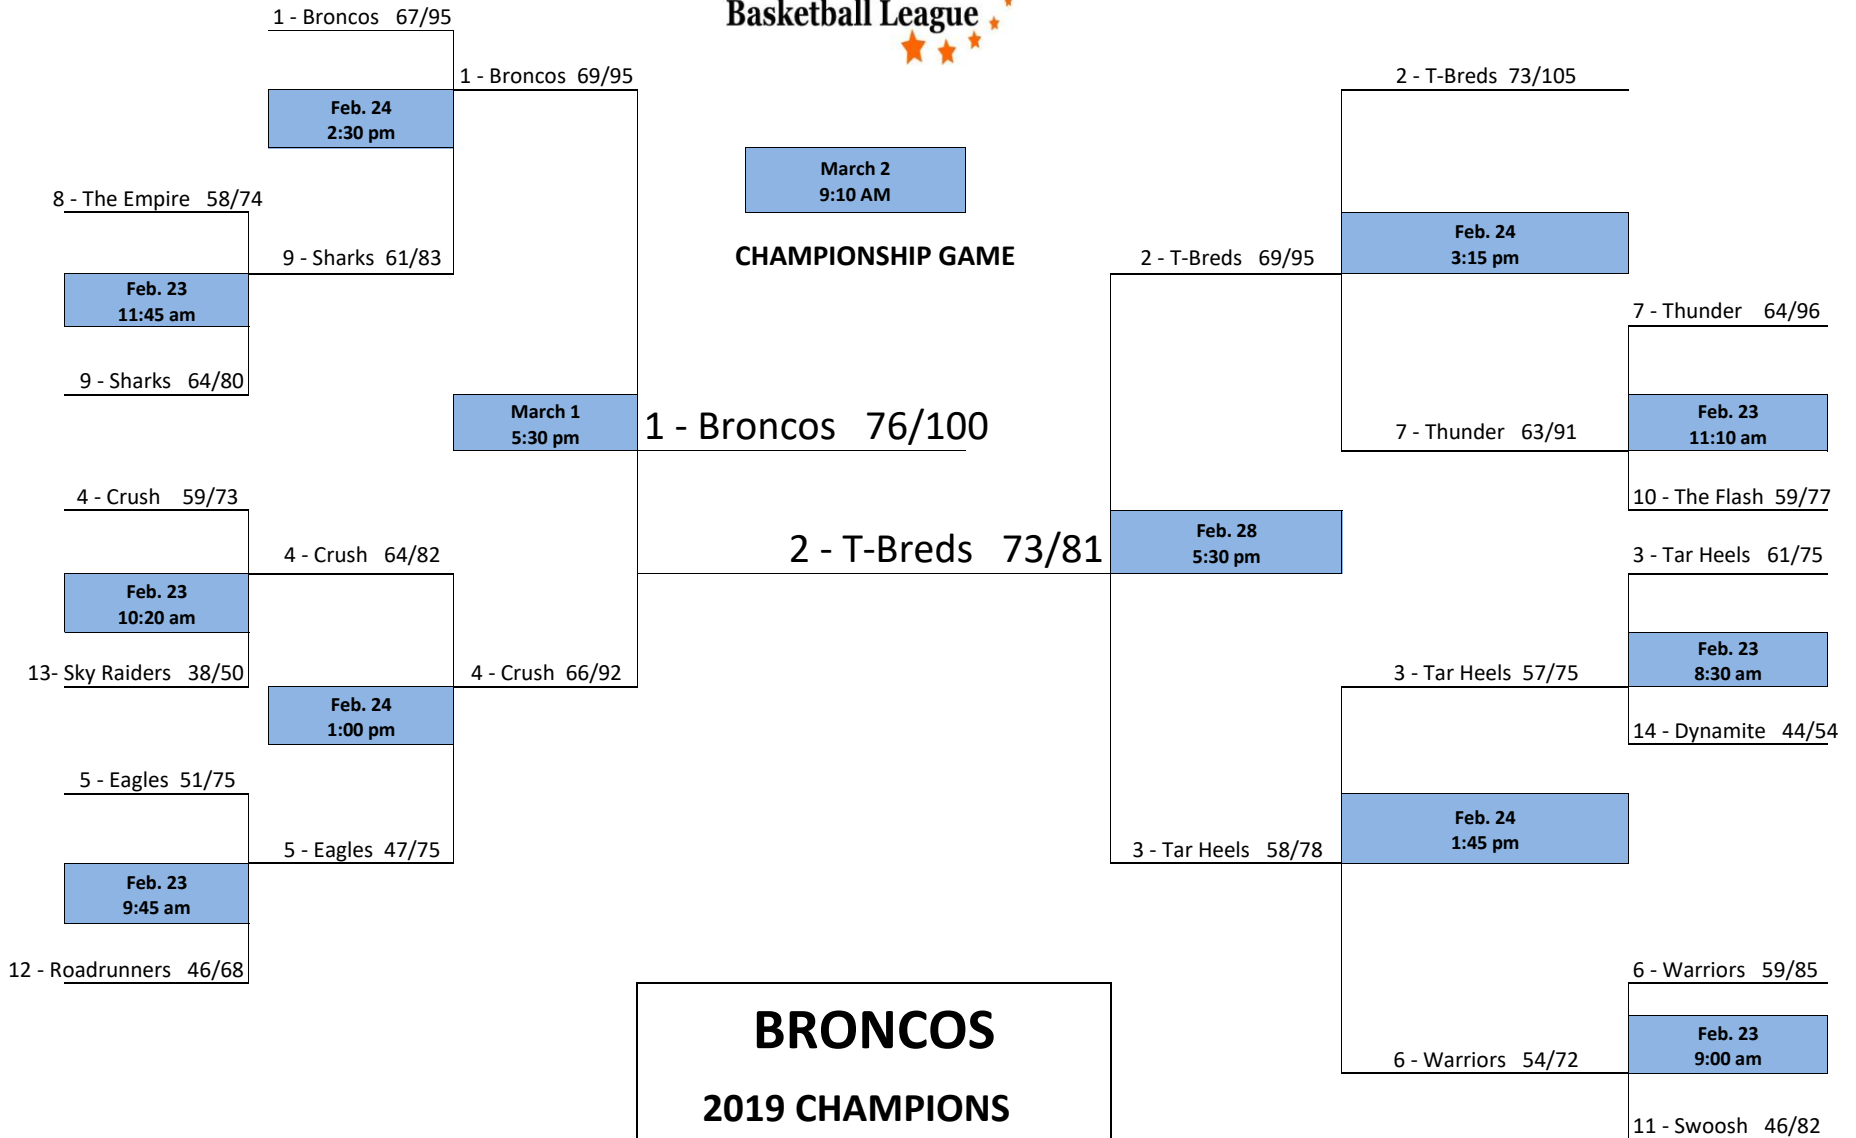 Basketball League
1 - Broncos 67/95
1 - Broncos 69/95
Feb. 24
2:30 pm
8 - The Empire 58/74
9 - Sharks 61/83
Feb. 23
11:45 am
9 - Sharks 64/80
March 1
5:30 pm
1 - Broncos 76/100
4 - Crush 59/73
4 - Crush 64/82
Feb. 23
10:20 am
13- Sky Raiders 38/50
4 - Crush 66/92
Feb. 24
1:00 pm
5 - Eagles 51/75
5 - Eagles 47/75
Feb. 23
9:45 am
12 - Roadrunners 46/68
March 2
9:10 AM
CHAMPIONSHIP GAME
2 - T-Breds 73/105
Feb. 24
3:15 pm
2 - T-Breds 69/95
7 - Thunder 64/96
Feb. 23
11:10 am
7 - Thunder 63/91
10 - The Flash 59/77
2 - T-Breds 73/81
Feb. 28
5:30 pm
3 - Tar Heels 61/75
Feb. 23
8:30 am
3 - Tar Heels 57/75
14 - Dynamite 44/54
Feb. 24
1:45 pm
3 - Tar Heels 58/78
6 - Warriors 59/85
Feb. 23
9:00 am
6 - Warriors 54/72
11 - Swoosh 46/82
BRONCOS
2019 CHAMPIONS